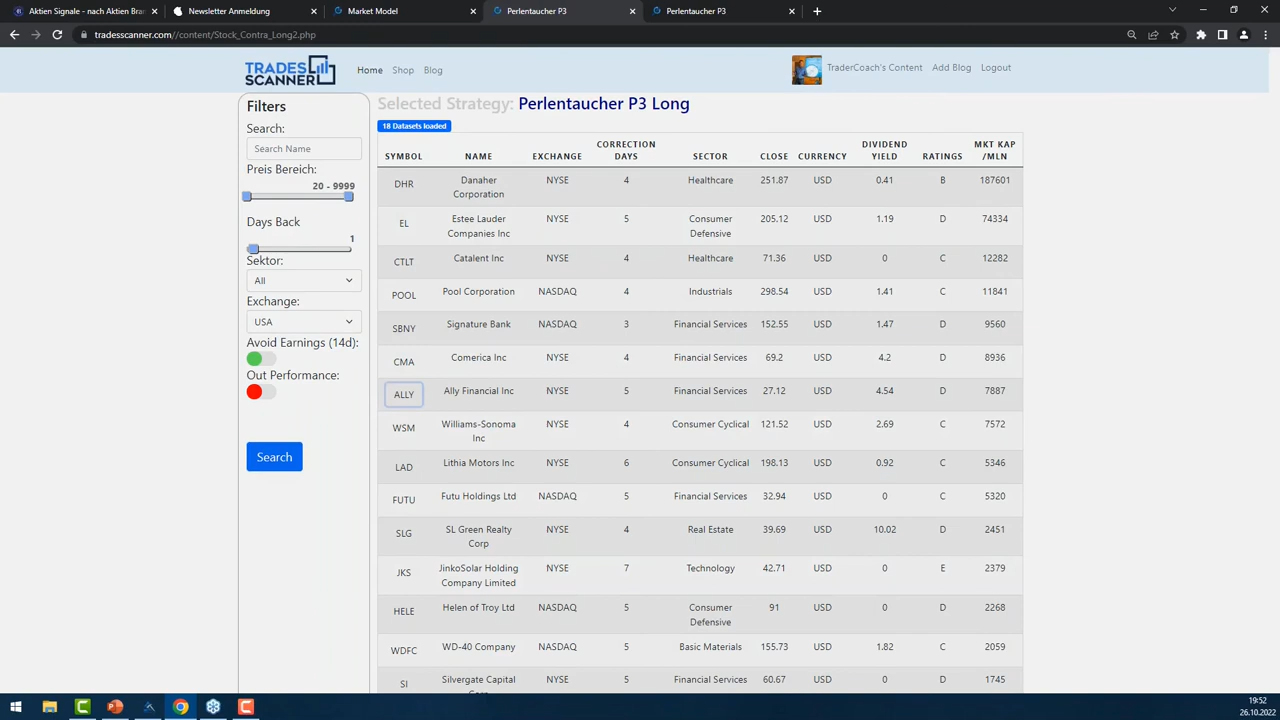 Aktien Signale - nach Aktien Bran
Newsletter Anmeldung
Market Model
Perlentaucher P3
Perlentaucher P3
tradesscanner.com//content/Stock_Contra_Long2.php
TRADES
SCANNER
Home
Shop
Blog
TraderCoach's Content
Add Blog
Logout
Filters
Search:
Search Name
Preis Bereich:
20 - 9999
Days Back
1
Sektor:
All
Exchange:
USA
Avoid Earnings (14d):
Out Performance:
Search
Selected Strategy: Perlentaucher P3 Long
18 Datasets loaded
SYMBOL NAME EXCHANGE CORRECTION DAYS SECTOR CLOSE CURRENCY DIVIDEND YIELD RATINGS MKT KAP /MLN
DHR Danaher Corporation NYSE 4 Healthcare 251.87 USD 0.41 B 187601
EL Estee Lauder Companies Inc NYSE 5 Consumer Defensive 205.12 USD 1.19 D 74334
CTLT Catalent Inc NYSE 4 Healthcare 71.36 USD 0 C 12282
POOL Pool Corporation NASDAQ 4 Industrials 298.54 USD 1.41 C 11841
SBNY Signature Bank NASDAQ 3 Financial Services 152.55 USD 1.47 D 9560
CMA Comerica Inc NYSE 4 Financial Services 69.2 USD 4.2 D 8936
ALLY Ally Financial Inc NYSE 5 Financial Services 27.12 USD 4.54 D 7887
WSM Williams-Sonoma Inc NYSE 4 Consumer Cyclical 121.52 USD 2.69 C 7572
LAD Lithia Motors Inc NYSE 6 Consumer Cyclical 198.13 USD 0.92 C 5346
FUTU Futu Holdings Ltd NASDAQ 5 Financial Services 32.94 USD 0 C 5320
SLG SL Green Realty Corp NYSE 4 Real Estate 39.69 USD 10.02 D 2451
JKS JinkoSolar Holding Company Limited NYSE 7 Technology 42.71 USD 0 E 2379
HELE Helen of Troy Ltd NASDAQ 5 Consumer Defensive 91 USD 0 D 2268
WDFC WD-40 Company NASDAQ 5 Basic Materials 155.73 USD 1.82 C 2059
SI Silvergate Capital Corp NYSE 5 Financial Services 60.67 USD 0 D 1745
19:52
26.10.2022